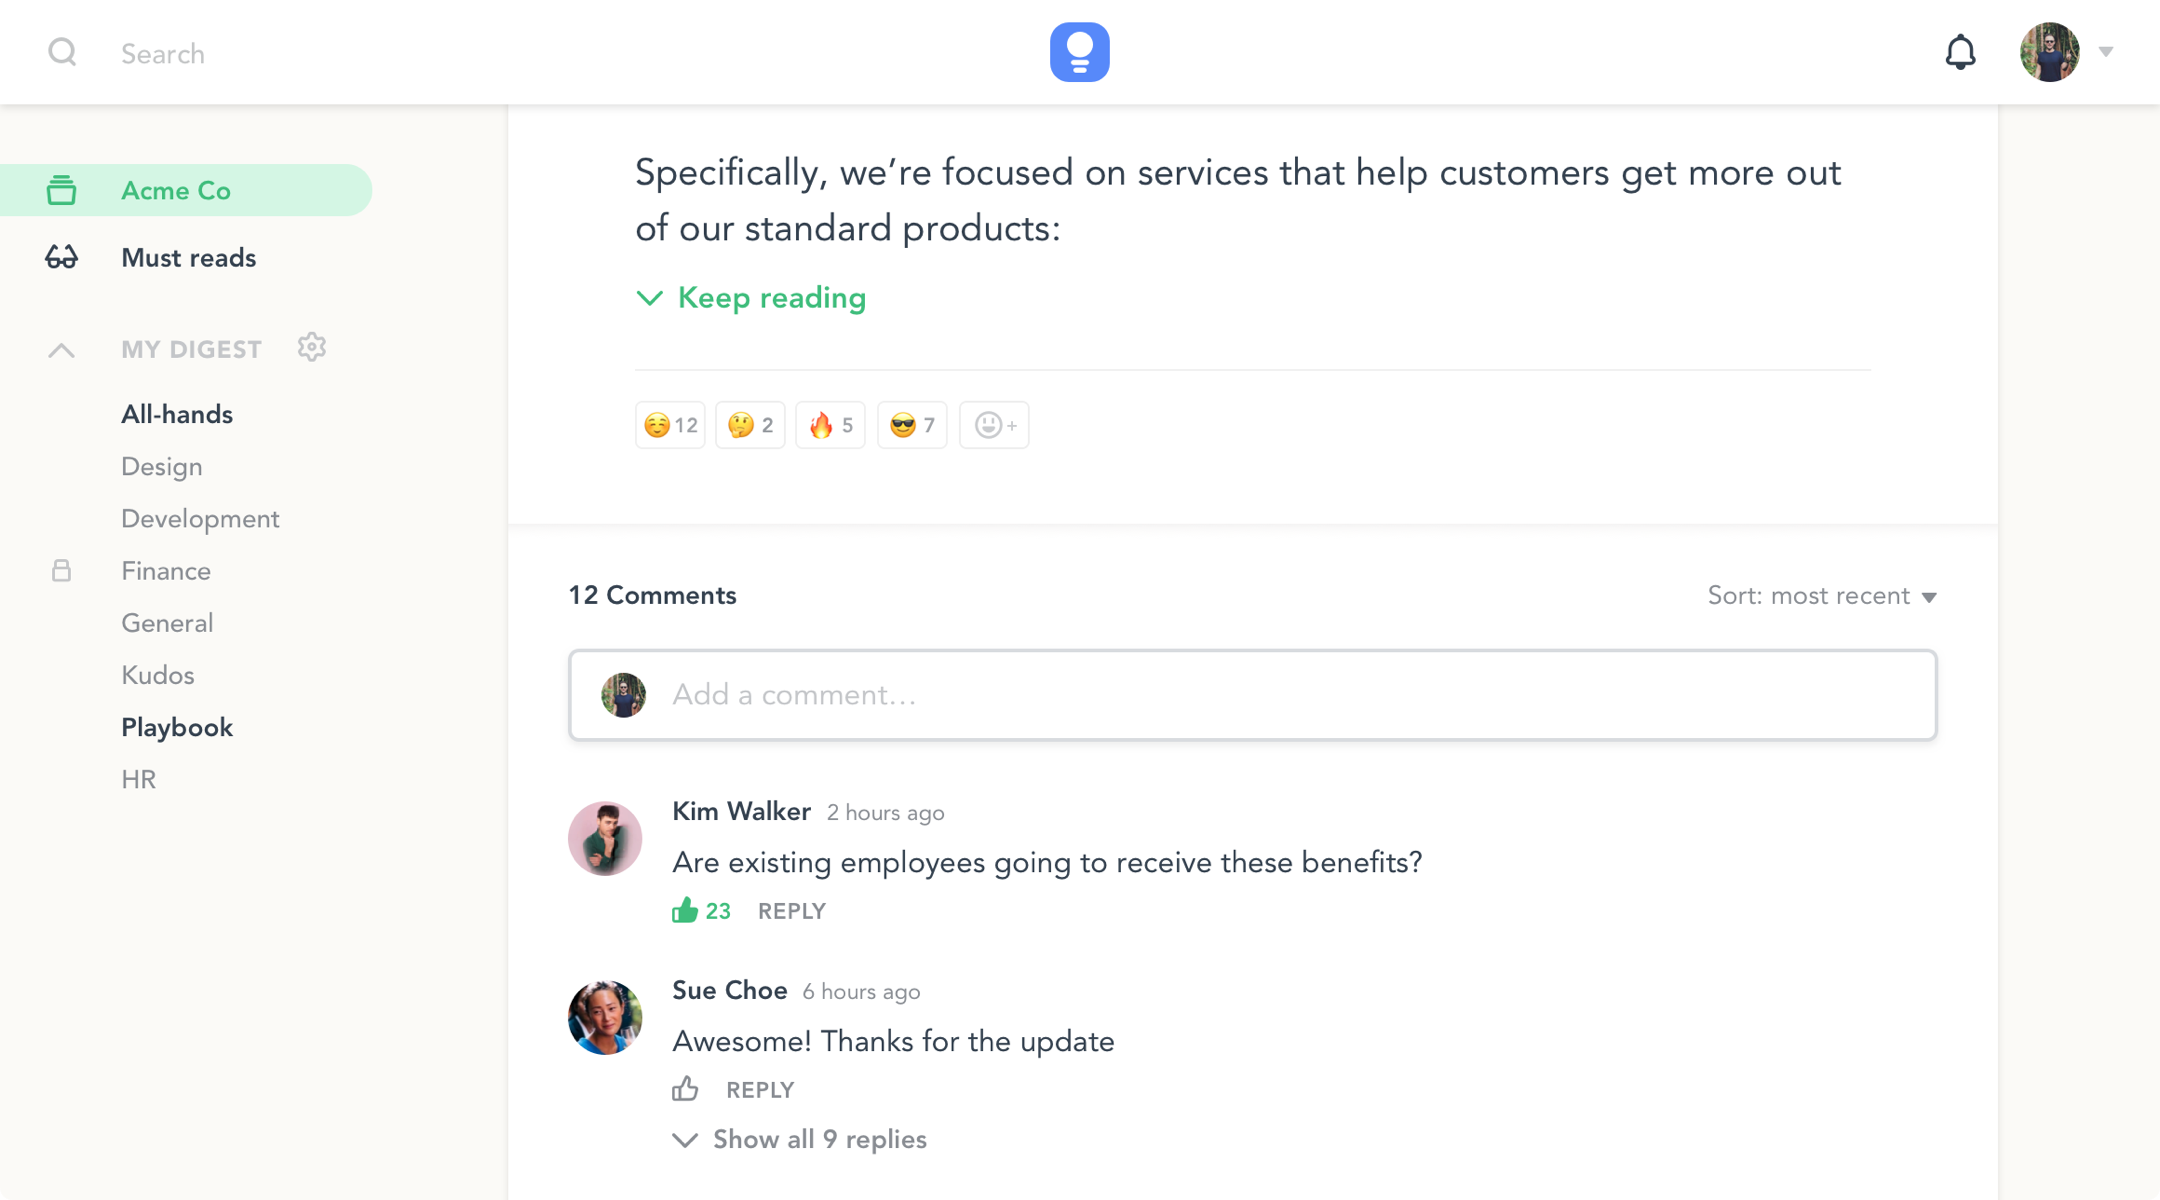 Search
Acme Co
Must reads
MY DIGEST
All-hands
Design
Development
Finance
General
Kudos
Playbook
HR
Specifically, we’re focused on services that help customers get more out
of our standard products:
Keep reading
12 2 5 7 +
12 Comments
Sort: most recent
Add a comment...
Kim Walker 2 hours ago
Are existing employees going to receive these benefits?
23 REPLY
Sue Choe 6 hours ago
Awesome! Thanks for the update
REPLY
Show all 9 replies